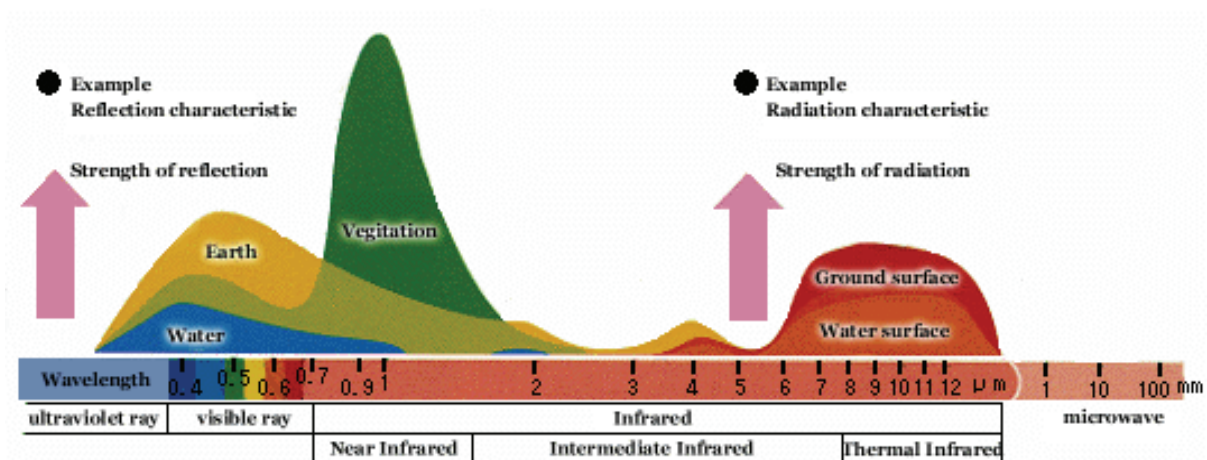 Example
Reflection characteristic
Strength of reflection
Example
Radiation characteristic
Strength of radiation
Vegitation
Earth
Water
Ground surface
Water surface
Wavelength 0.4 0.5 0.6 0.7 0.9 1 2 3 4 5 6 7 8 9 10 11 12 μm 1 10 100 mm
ultraviolet ray visible ray Infrared microwave
Near Infrared Intermediate Infrared Thermal Infrared